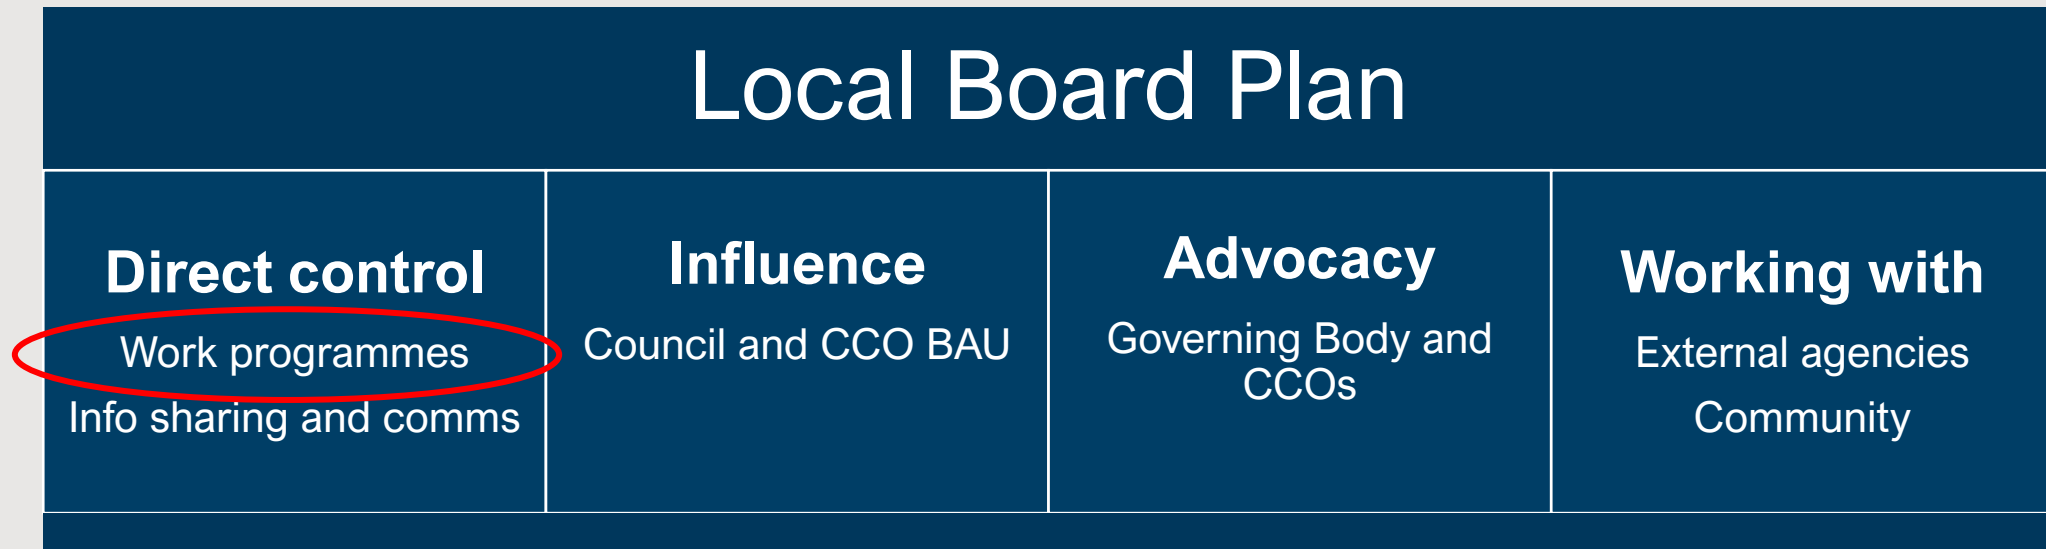 Local Board Plan
Direct control
Work programmes
Info sharing and comms
Influence
Council and CCO BAU
Advocacy
Governing Body and
CCOs
Working with
External agencies
Community